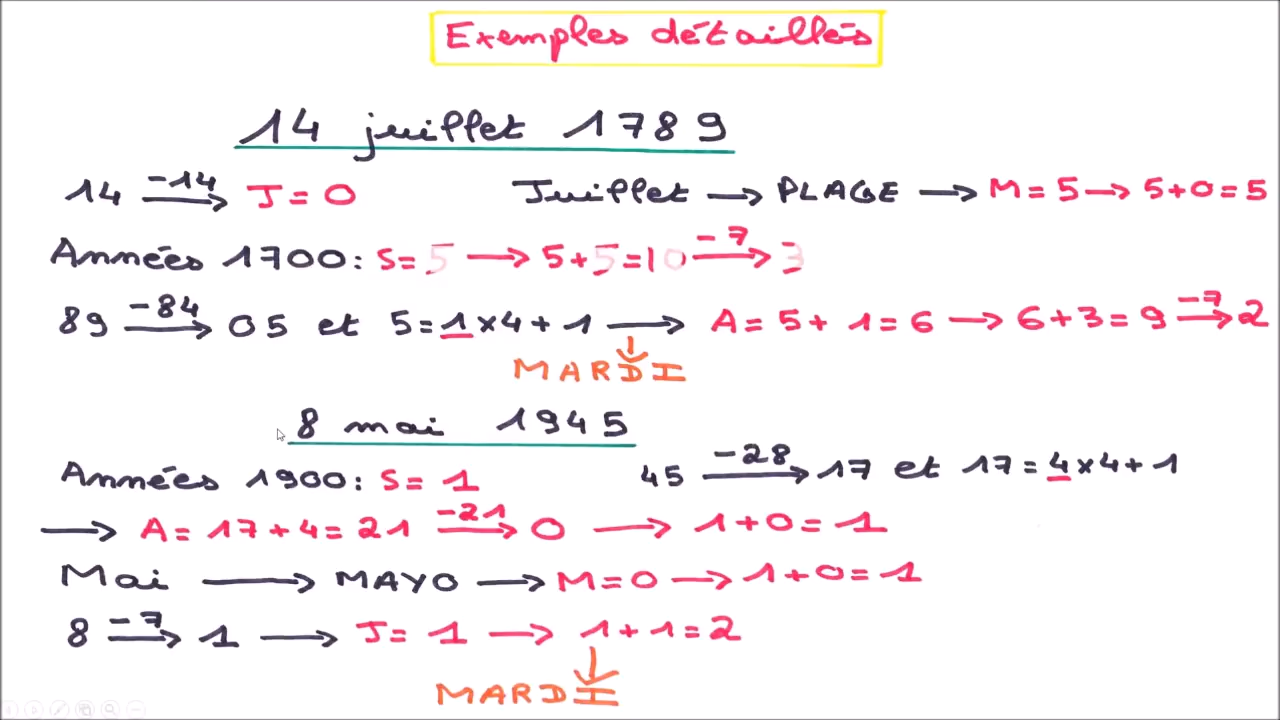 Exemples détaillés
14 juillet 1789
14 -14→ J = 0 Juillet → PLAGE → M = 5 → 5+0 = 5
Années 1700 : S = 5 → 5+5 = 10 -7→ 3
89 -84→ 05 et 5 = 1×4+1 → A = 5+1 = 6 → 6+3 = 9 -7→ 2
MARDI
8 mai 1945
Années 1900 : S = 1 45 -28→ 17 et 17 = 4×4+1
→ A = 17+4 = 21 -21→ 0 → 1+0 = 1
Mai → MAYO → M = 0 → 1+0 = 1
8 -7→ 1 → J = 1 → 1+1 = 2
MARDI